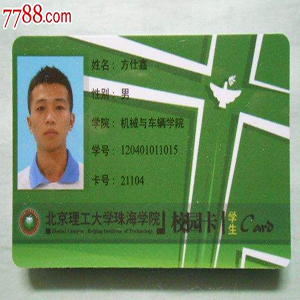 7788.com
姓名: 方仕嘉
性别: 男
学院: 机械与车辆学院
学号: 120401011015
卡号: 21104
北京理工大学珠海学院
Zhuhai Campus, Beijing Institute of Technology
校园卡
学生
Card